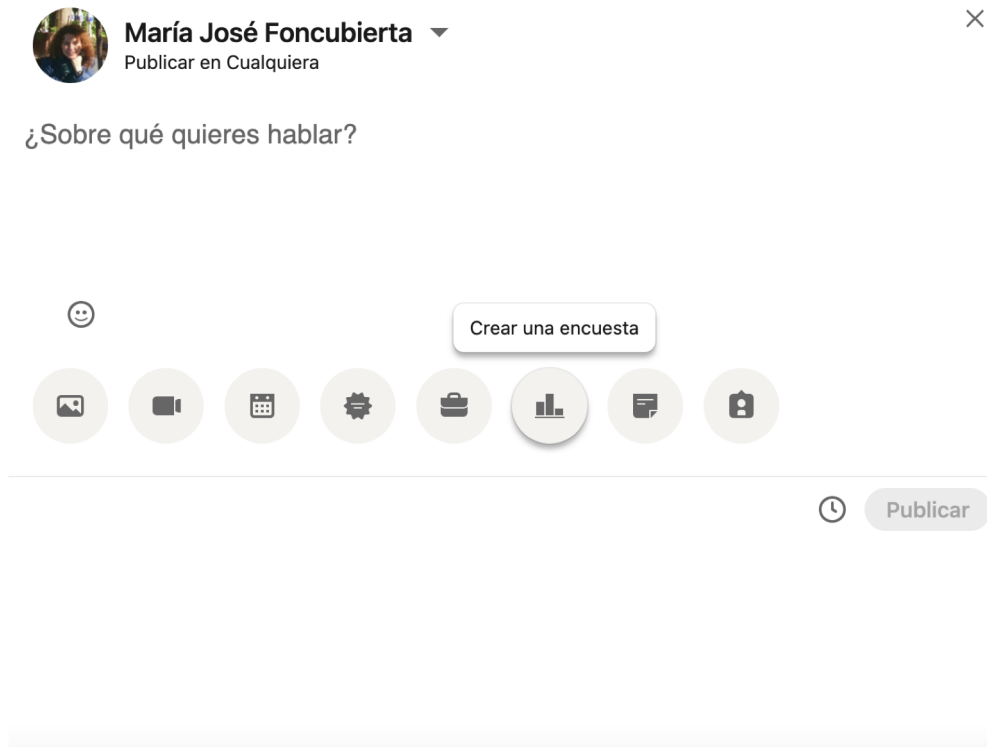 María José Foncubierta
Publicar en Cualquiera
¿Sobre qué quieres hablar?
Crear una encuesta
Publicar